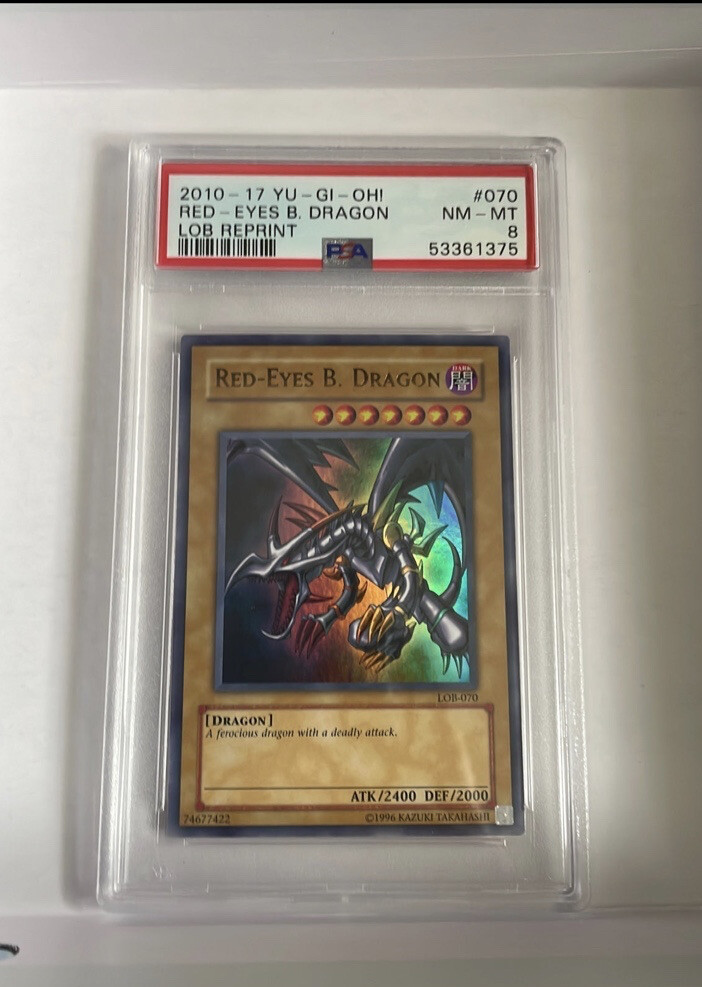 2010 - 17 YU - GI - OH! #070
RED - EYES B. DRAGON NM - MT
LOB REPRINT 8
PSA 53361375
RED-EYES B. DRAGON
DARK
闇
LOB-070
[DRAGON]
A ferocious dragon with a deadly attack.
ATK/2400 DEF/2000
74677422 ©1996 KAZUKI TAKAHASHI